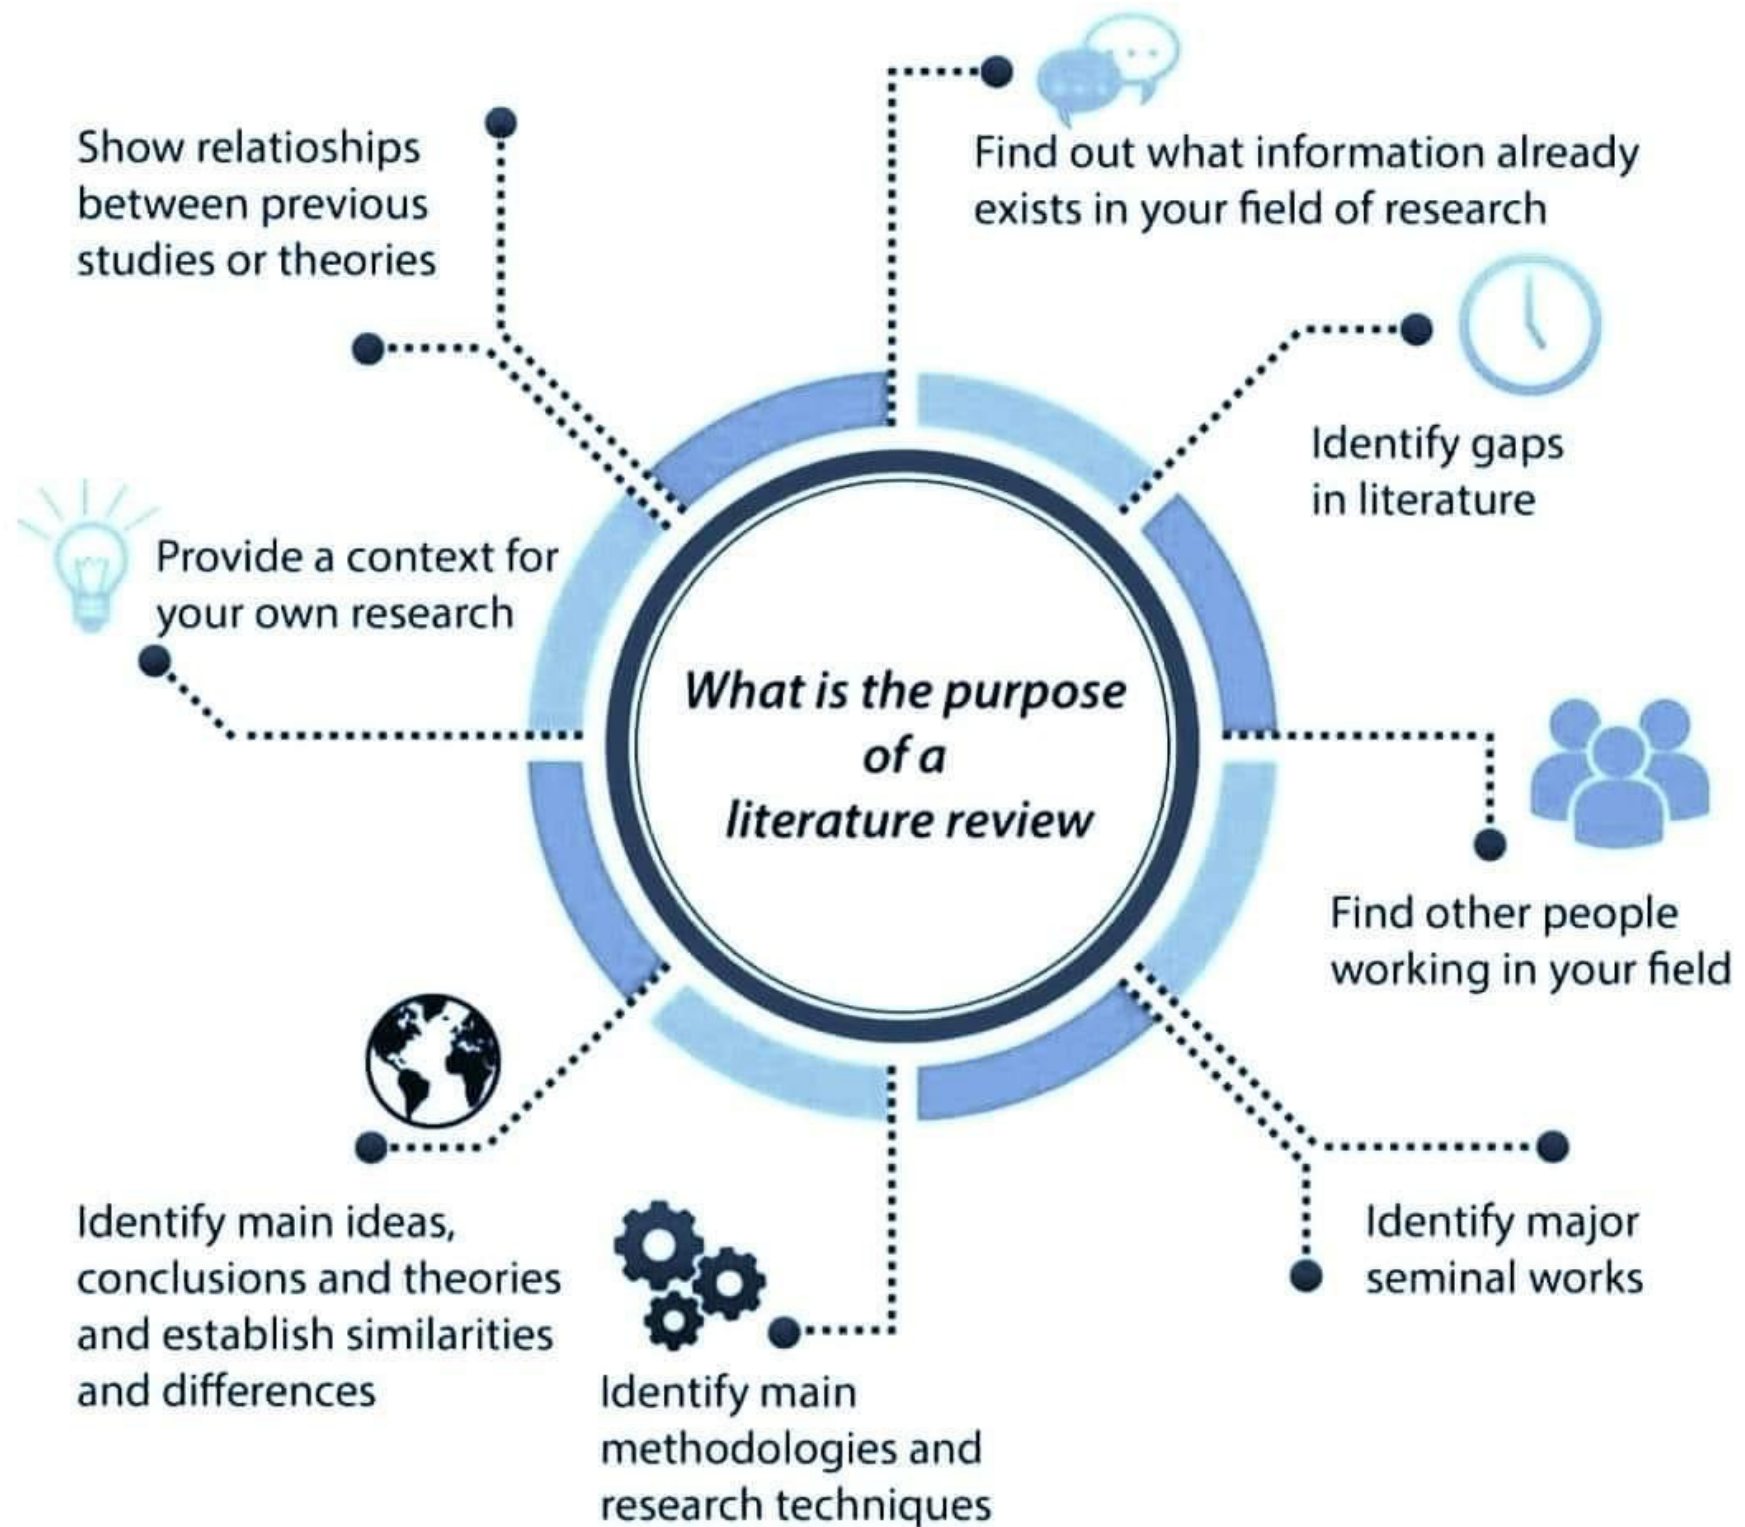 What is the purpose
of a
literature review
Find out what information already
exists in your field of research
Identify gaps
in literature
Find other people
working in your field
Identify major
seminal works
Identify main
methodologies and
research techniques
Identify main ideas,
conclusions and theories
and establish similarities
and differences
Provide a context for
your own research
Show relatioships
between previous
studies or theories